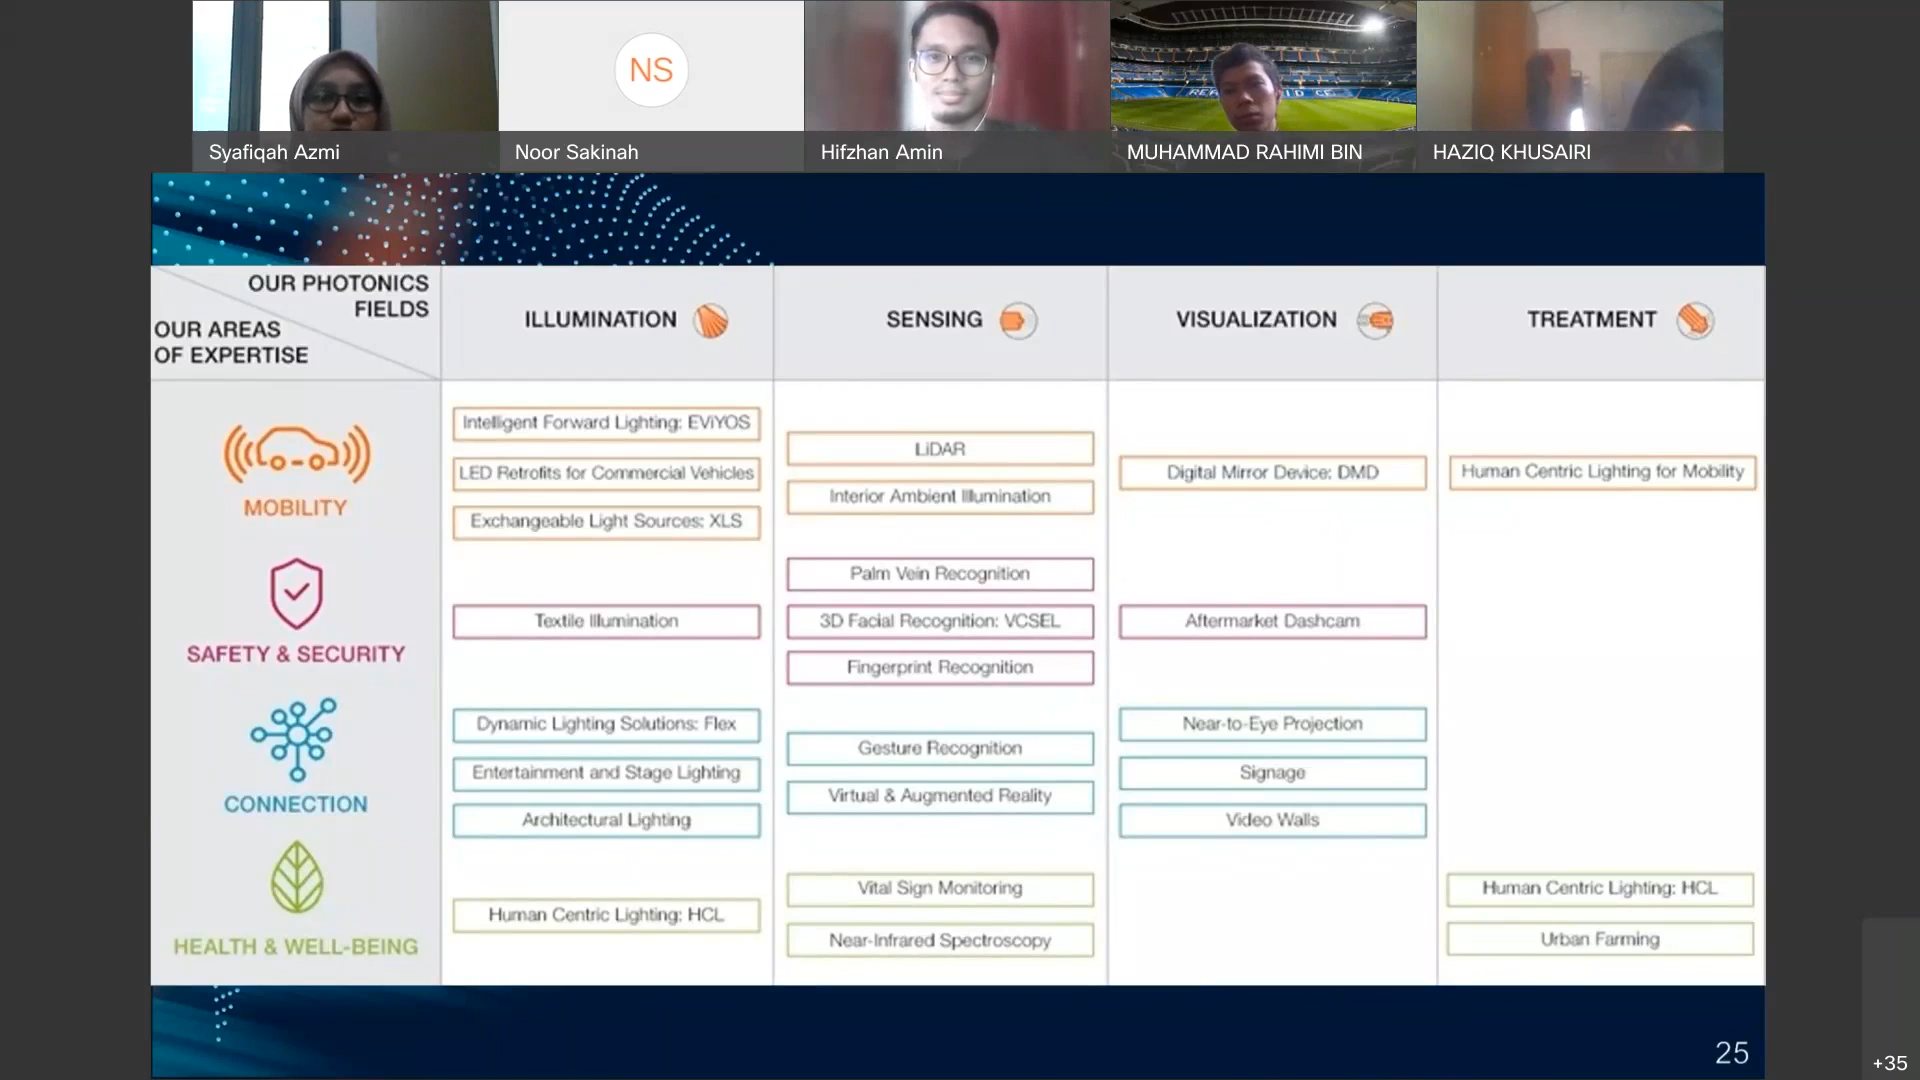 NS
Syafiqah Azmi
Noor Sakinah
Hifzhan Amin
MUHAMMAD RAHIMI BIN
HAZIQ KHUSAIRI
OUR PHOTONICS
FIELDS
OUR AREAS
OF EXPERTISE
ILLUMINATION
SENSING
VISUALIZATION
TREATMENT
MOBILITY
Intelligent Forward Lighting: EViYOS
LED Retrofits for Commercial Vehicles
Exchangeable Light Sources: XLS
LiDAR
Interior Ambient Illumination
Digital Mirror Device: DMD
Human Centric Lighting for Mobility
SAFETY & SECURITY
Textile Illumination
Palm Vein Recognition
3D Facial Recognition: VCSEL
Fingerprint Recognition
Aftermarket Dashcam
CONNECTION
Dynamic Lighting Solutions: Flex
Entertainment and Stage Lighting
Architectural Lighting
Gesture Recognition
Virtual & Augmented Reality
Near-to-Eye Projection
Signage
Video Walls
HEALTH & WELL-BEING
Human Centric Lighting: HCL
Vital Sign Monitoring
Near-Infrared Spectroscopy
Human Centric Lighting: HCL
Urban Farming
25
+35